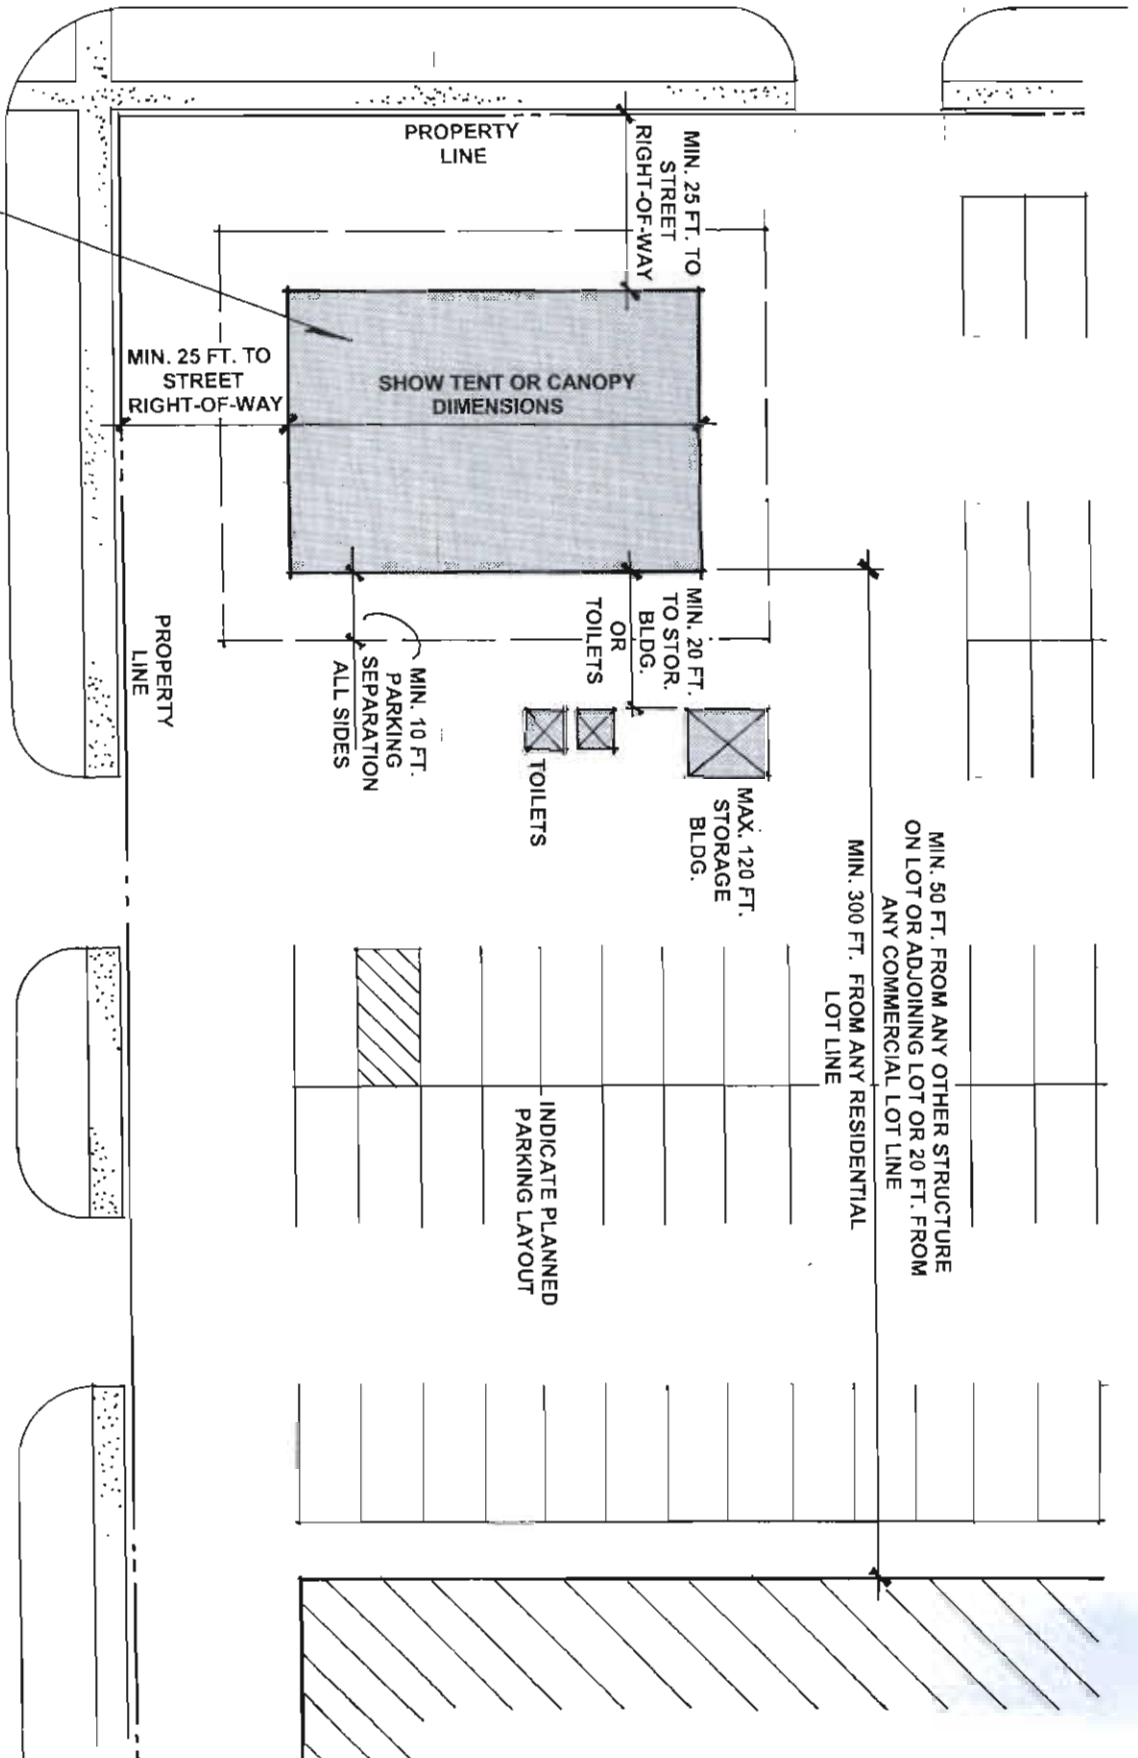 PROPERTY
LINE
MIN. 25 FT. TO
STREET
RIGHT-OF-WAY
MIN. 25 FT. TO
STREET
RIGHT-OF-WAY
SHOW TENT OR CANOPY
DIMENSIONS
PROPERTY
LINE
MIN. 10 FT.
PARKING
SEPARATION
ALL SIDES
MIN. 20 FT.
TO STOR.
BLDG.
OR
TOILETS
TOILETS
MAX. 120 FT.
STORAGE
BLDG.
MIN. 50 FT. FROM ANY OTHER STRUCTURE
ON LOT OR ADJOINING LOT OR 20 FT. FROM
ANY COMMERCIAL LOT LINE
MIN. 300 FT. FROM ANY RESIDENTIAL
LOT LINE
INDICATE PLANNED
PARKING LAYOUT